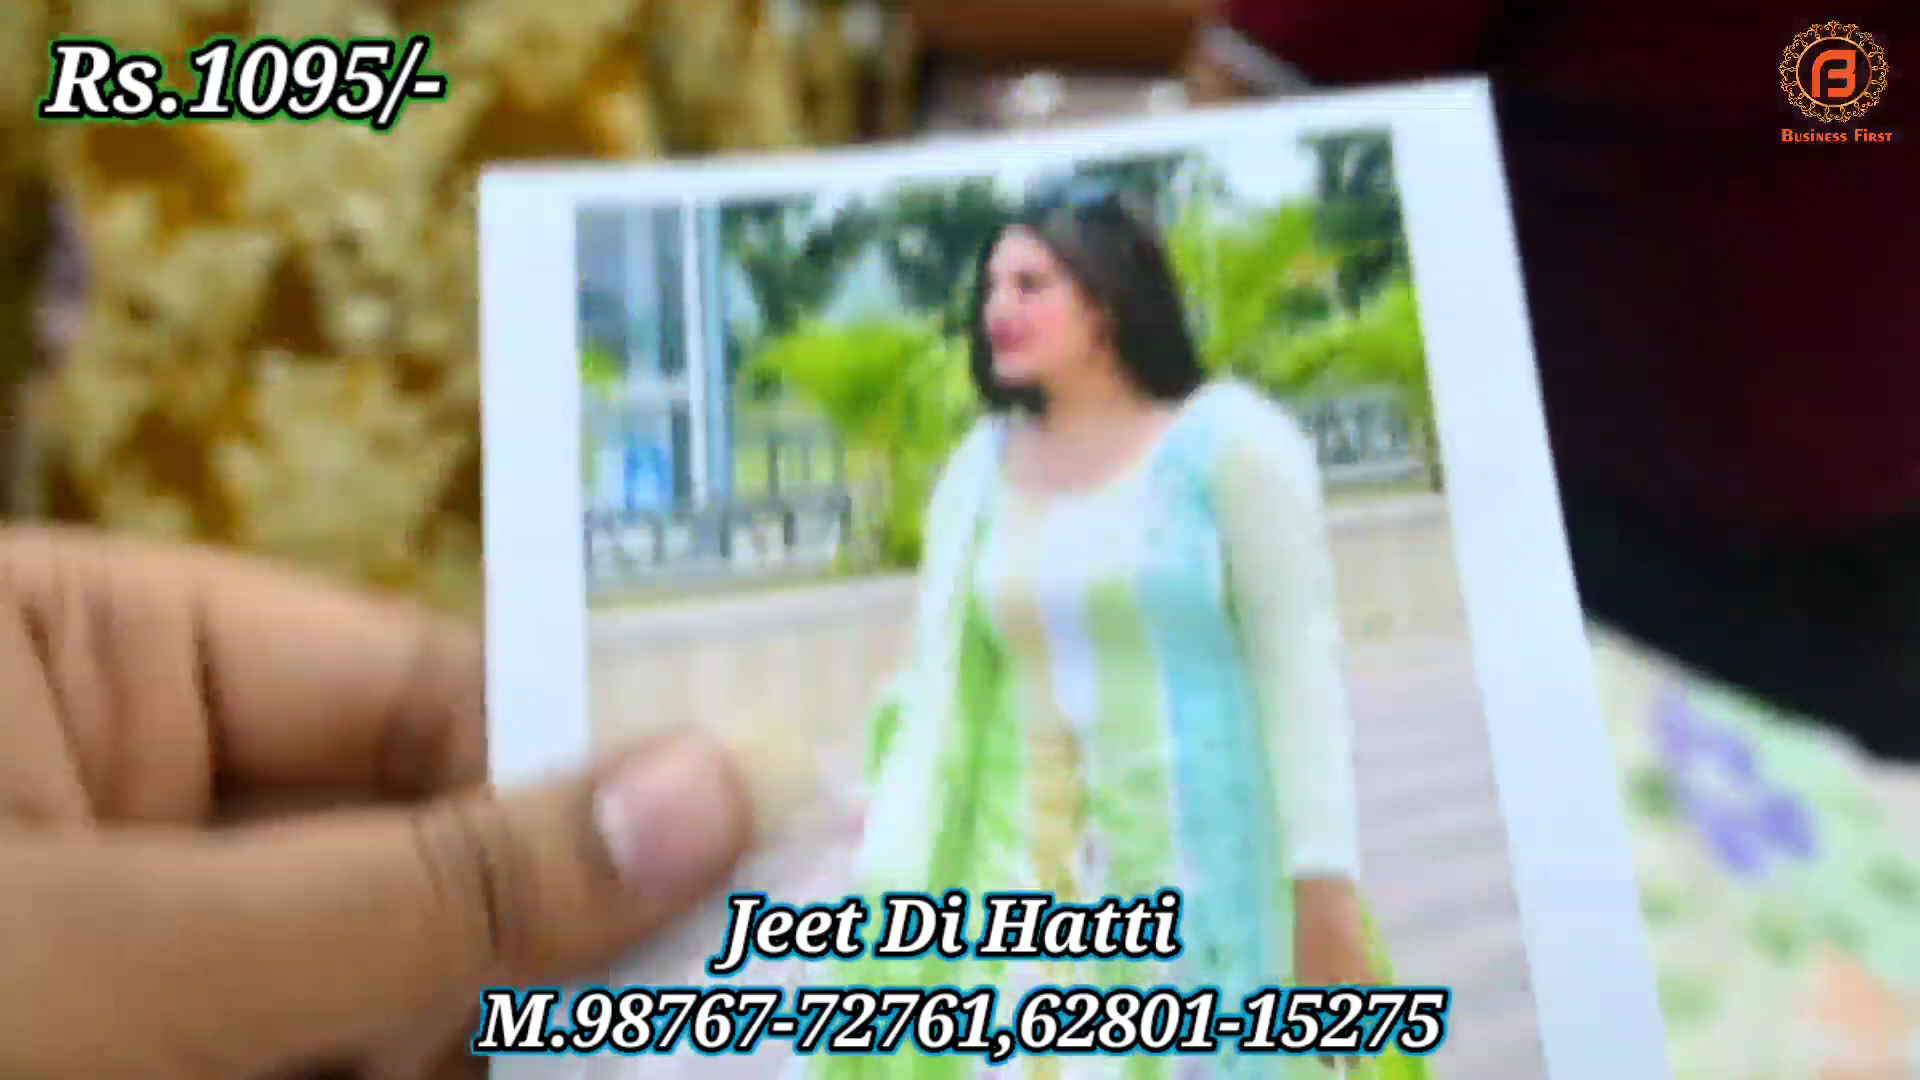 Rs.1095/-
BUSINESS FIRST
Jeet Di Hatti
M.98767-72761,62801-15275